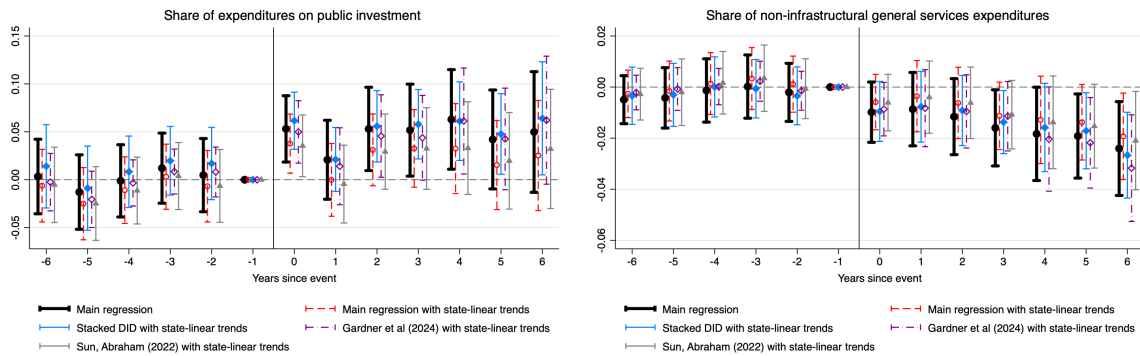 Share of expenditures on public investment
0.15
0.10
0.05
0.00
-0.05
-6 -5 -4 -3 -2 -1 0 1 2 3 4 5 6
Years since event
Main regression
Main regression with state-linear trends
Stacked DID with state-linear trends
Gardner et al (2024) with state-linear trends
Sun, Abraham (2022) with state-linear trends
Share of non-infrastructural general services expenditures
0.02
0.00
-0.02
-0.04
-0.06
-6 -5 -4 -3 -2 -1 0 1 2 3 4 5 6
Years since event
Main regression
Main regression with state-linear trends
Stacked DID with state-linear trends
Gardner et al (2024) with state-linear trends
Sun, Abraham (2022) with state-linear trends